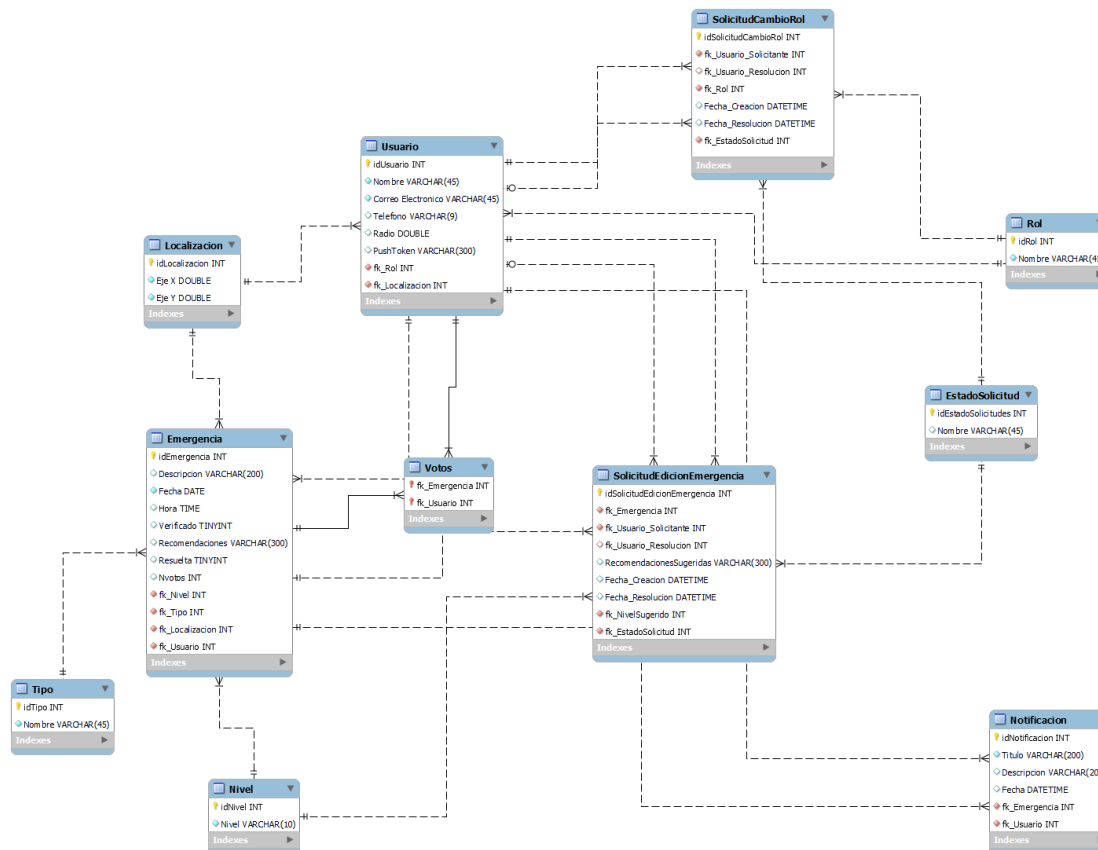 SolicitudCambioRol
idSolicitudCambioRol INT
fk_Usuario_Solicitante INT
fk_Usuario_Resolucion INT
fk_Rol INT
Fecha_Creacion DATETIME
Fecha_Resolucion DATETIME
fk_EstadoSolicitud INT
Indexes
Usuario
idUsuario INT
Nombre VARCHAR(45)
Correo Electronico VARCHAR(45)
Telefono VARCHAR(9)
Radio DOUBLE
PushToken VARCHAR(300)
fk_Rol INT
fk_Localizacion INT
Indexes
Rol
idRol INT
Nombre VARCHAR(45
Indexes
Localizacion
idLocalizacion INT
Eje X DOUBLE
Eje Y DOUBLE
Indexes
EstadoSolicitud
idEstadoSolicitudes INT
Nombre VARCHAR(45)
Indexes
Emergencia
idEmergencia INT
Descripcion VARCHAR(200)
Fecha DATE
Hora TIME
Verificado TINYINT
Recomendaciones VARCHAR(300)
Resuelta TINYINT
Nvotos INT
fk_Nivel INT
fk_Tipo INT
fk_Localizacion INT
fk_Usuario INT
Indexes
Votos
fk_Emergencia INT
fk_Usuario INT
Indexes
SolicitudEdicionEmergencia
idSolicitudEdicionEmergencia INT
fk_Emergencia INT
fk_Usuario_Solicitante INT
fk_Usuario_Resolucion INT
RecomendacionesSugeridas VARCHAR(300)
Fecha_Creacion DATETIME
Fecha_Resolucion DATETIME
fk_NivelSugerido INT
fk_EstadoSolicitud INT
Indexes
Tipo
idTipo INT
Nombre VARCHAR(45)
Indexes
Notificacion
idNotificacion INT
Titulo VARCHAR(200)
Descripcion VARCHAR(20
Fecha DATETIME
fk_Emergencia INT
fk_Usuario INT
Indexes
Nivel
idNivel INT
Nivel VARCHAR(10)
Indexes